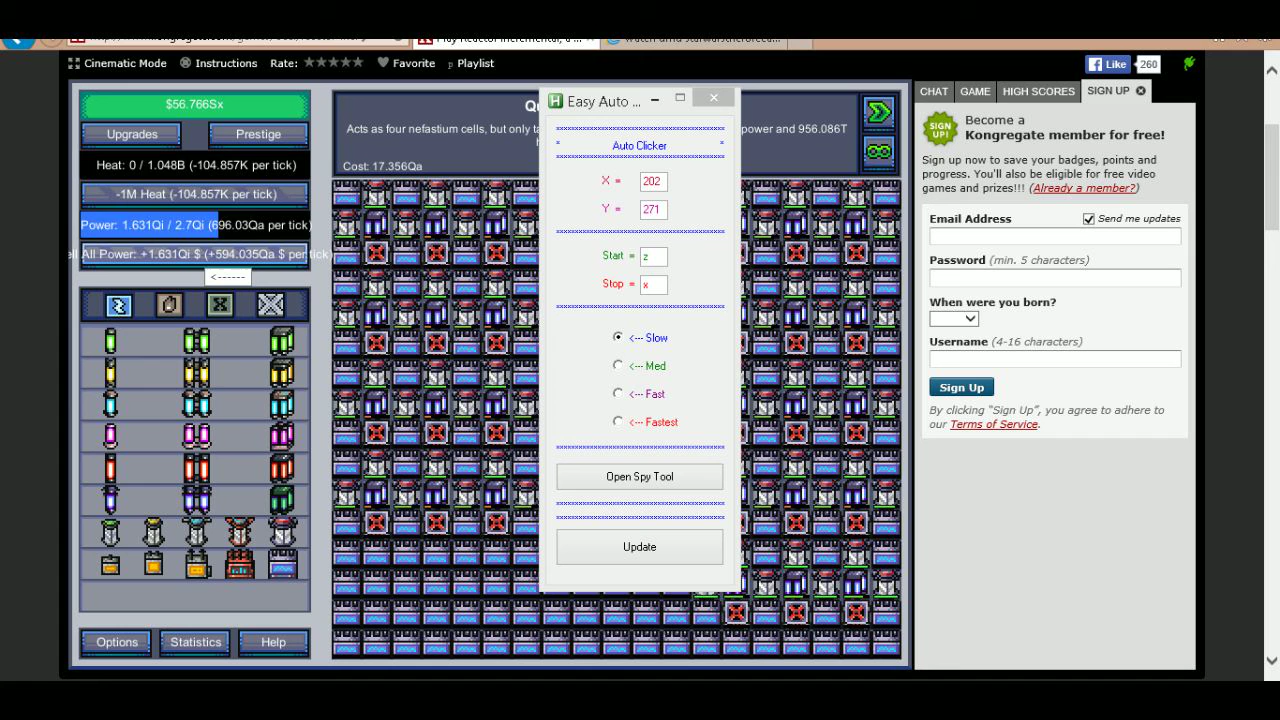 Cinematic Mode
Instructions
Rate:
Favorite
Playlist
Like
260
$56.766Sx
Upgrades
Prestige
Heat: 0 / 1.048B (-104.857K per tick)
-1M Heat (-104.857K per tick)
Power: 1.631Qi / 2.7Qi (696.03Qa per tick)
ell All Power: +1.631Qi $ (+594.035Qa $ per tick)
<------
Options
Statistics
Help
Acts as four nefastium cells, but only ta
power and 956.086T
Cost: 17.356Qa
Easy Auto ...
Auto Clicker
X = 202
Y = 271
Start = z
Stop = x
<--- Slow
<--- Med
<--- Fast
<--- Fastest
Open Spy Tool
Update
CHAT
GAME
HIGH SCORES
SIGN UP
SIGN UP!
Become a
Kongregate member for free!
Sign up now to save your badges, points and
progress. You'll also be eligible for free video
games and prizes!!! (Already a member?)
Email Address
Send me updates
Password (min. 5 characters)
When were you born?
Username (4-16 characters)
Sign Up
By clicking “Sign Up”, you agree to adhere to
our Terms of Service.